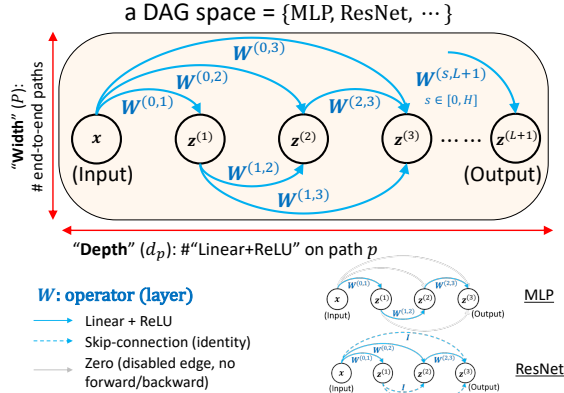 a DAG space = {MLP, ResNet, ⋯}
"Width" (P):
# end-to-end paths
W^(0,3)
W^(0,2)
W^(0,1)
W^(2,3)
W^(s,L+1)
s ∈ [0, H]
x
z^(1)
z^(2)
z^(3)
⋯⋯
z^(L+1)
(Input)
(Output)
W^(1,2)
W^(1,3)
"Depth" (d_p): #"Linear+ReLU" on path p
W: operator (layer)
Linear + ReLU
Skip-connection (identity)
Zero (disabled edge, no
forward/backward)
W^(0,1)
W^(2,3)
x
z^(1)
z^(2)
z^(3)
MLP
(Input)
W^(1,2)
(Output)
I
W^(0,2)
W^(0,1)
W^(2,3)
x
z^(1)
z^(2)
z^(3)
ResNet
(Input)
I
(Output)